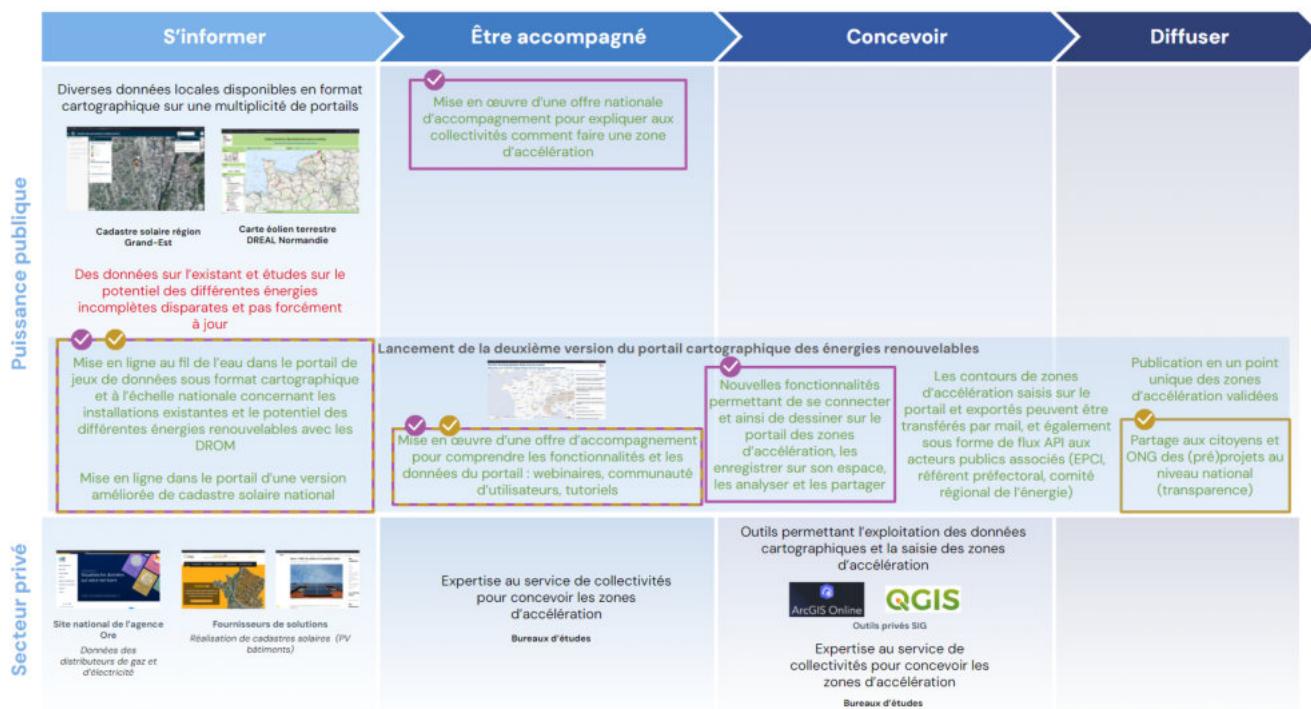 S'informer
Être accompagné
Concevoir
Diffuser
Puissance publique
Diverses données locales disponibles en format
cartographique sur une multiplicité de portails
Cadastre solaire région
Grand-Est
Carte éolien terrestre
DREAL Normandie
Des données sur l'existant et études sur le
potentiel des différentes énergies
incomplètes disparates et pas forcément
à jour
Mise en œuvre d'une offre nationale
d'accompagnement pour expliquer aux
collectivités comment faire une zone
d'accélération
Lancement de la deuxième version du portail cartographique des énergies renouvelables
Mise en ligne au fil de l'eau dans le portail de
jeux de données sous format cartographique
et à l'échelle nationale concernant les
installations existantes et le potentiel des
différentes énergies renouvelables avec les
DROM
Mise en ligne dans le portail d'une version
améliorée de cadastre solaire national
Mise en œuvre d'une offre d'accompagnement
pour comprendre les fonctionnalités et les
données du portail : webinaires, communauté
d'utilisateurs, tutoriels
Nouvelles fonctionnalités
permettant de se connecter
et ainsi de dessiner sur le
portail des zones
d'accélération, les
enregistrer sur son espace,
les analyser et les partager
Les contours de zones
d'accélération saisis sur le
portail et exportés peuvent être
transférés par mail, et également
sous forme de flux API aux
acteurs publics associés (EPCI,
référent préfectoral, comité
régional de l'énergie)
Publication en un point
unique des zones
d'accélération validées
Partage aux citoyens et
ONG des (pré)projets au
niveau national
(transparence)
Secteur privé
Site national de l'agence
Ore
Données des
distributeurs de gaz et
d'électricité
Fournisseurs de solutions
Réalisation de cadastres solaires (PV
bâtiments)
Expertise au service de collectivités
pour concevoir les zones
d'accélération
Bureaux d'études
Outils permettant l'exploitation des données
cartographiques et la saisie des zones
d'accélération
ArcGIS Online
QGIS
Outils privés SIG
Expertise au service de
collectivités pour concevoir les
zones d'accélération
Bureaux d'études